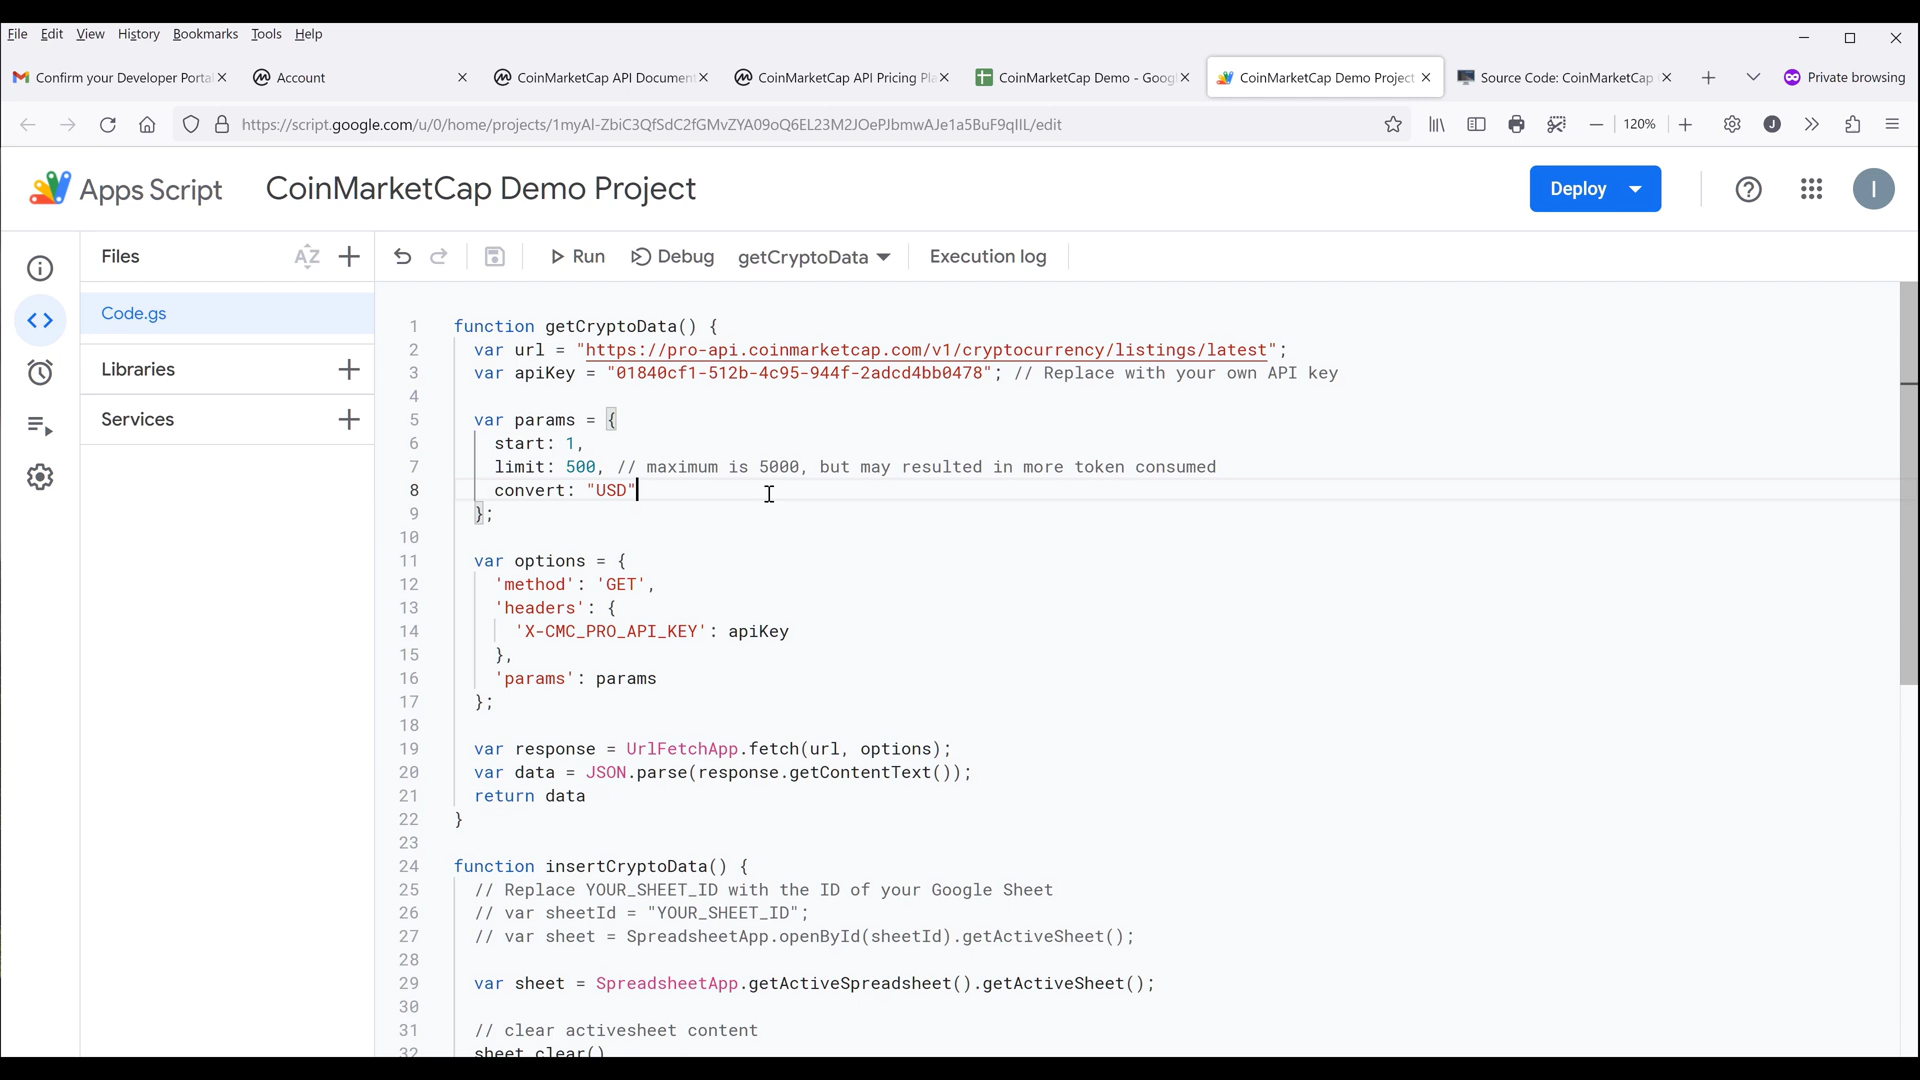 File Edit View History Bookmarks Tools Help
Confirm your Developer Portal Account CoinMarketCap API Document CoinMarketCap API Pricing Pla CoinMarketCap Demo - Goog CoinMarketCap Demo Project Source Code: CoinMarketCap Private browsing
https://script.google.com/u/0/home/projects/1myAl-ZbiC3QfSdC2fGMvZYA09oQ6EL23M2JOePJbmwAJe1a5BuF9qIIL/edit 120% J
Apps Script CoinMarketCap Demo Project Deploy I
Files AZ Run Debug getCryptoData Execution log
Code.gs
Libraries
Services
1 function getCryptoData() {
2 var url = "https://pro-api.coinmarketcap.com/v1/cryptocurrency/listings/latest";
3 var apiKey = "01840cf1-512b-4c95-944f-2adcd4bb0478"; // Replace with your own API key
4
5 var params = {
6 start: 1,
7 limit: 500, // maximum is 5000, but may resulted in more token consumed
8 convert: "USD"
9 };
10
11 var options = {
12 'method': 'GET',
13 'headers': {
14 'X-CMC_PRO_API_KEY': apiKey
15 },
16 'params': params
17 };
18
19 var response = UrlFetchApp.fetch(url, options);
20 var data = JSON.parse(response.getContentText());
21 return data
22 }
23
24 function insertCryptoData() {
25 // Replace YOUR_SHEET_ID with the ID of your Google Sheet
26 // var sheetId = "YOUR_SHEET_ID";
27 // var sheet = SpreadsheetApp.openById(sheetId).getActiveSheet();
28
29 var sheet = SpreadsheetApp.getActiveSpreadsheet().getActiveSheet();
30
31 // clear activesheet content
32 sheet.clear()